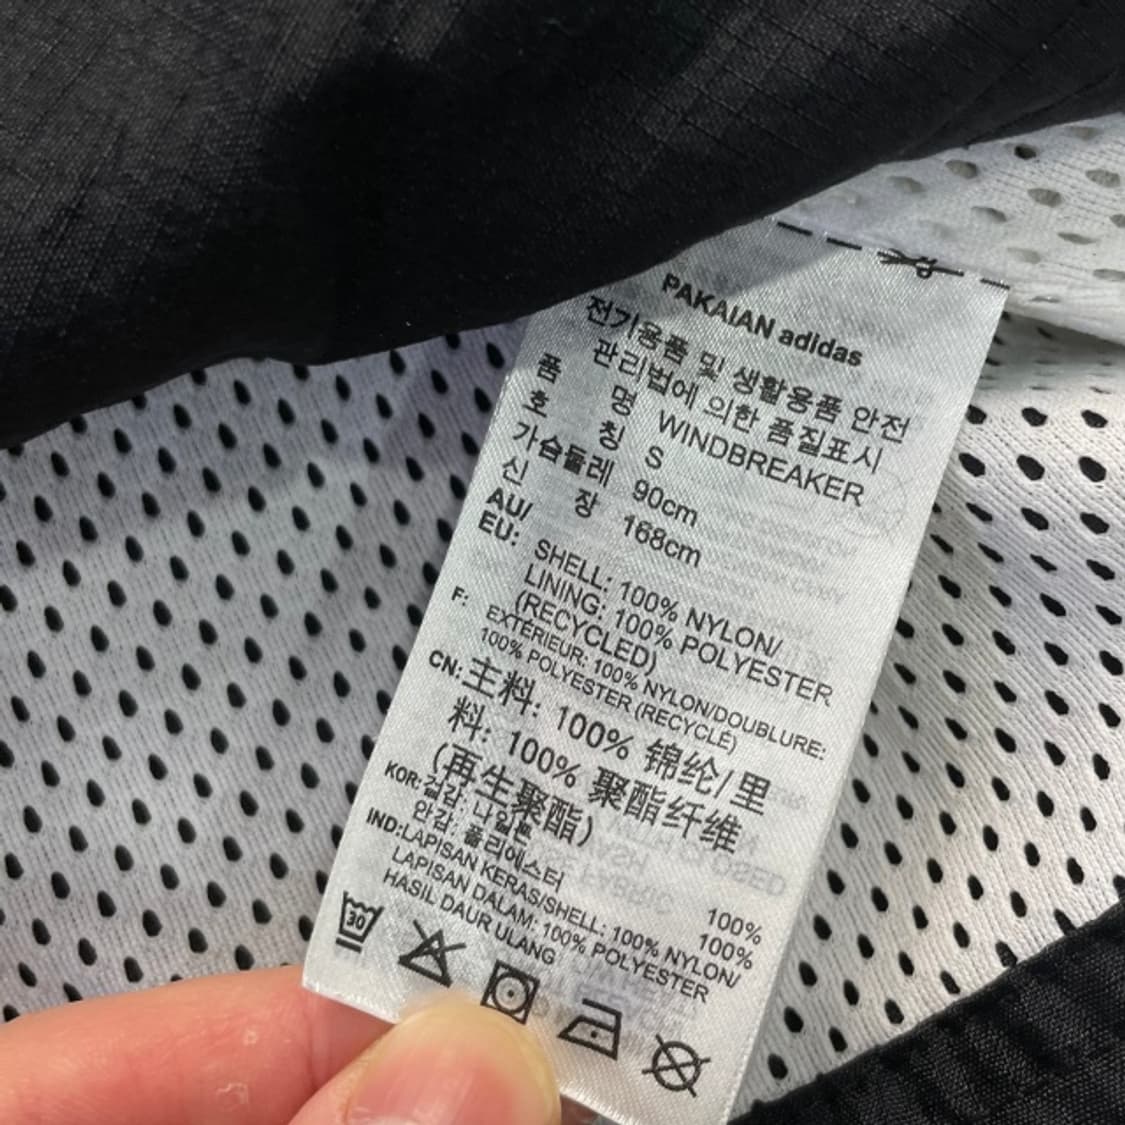 PAKAIAN adidas
전기용품 및 생활용품 안전
관리법에 의한 품질표시
품 명 WINDBREAKER
호 칭 S
가슴둘레 90cm
신 장 168cm
AU/
EU: SHELL: 100% NYLON/
LINING: 100% POLYESTER
(RECYCLED)
F: EXTÉRIEUR: 100% NYLON/DOUBLURE:
100% POLYESTER (RECYCLÉ)
CN: 主料: 100% 锦纶/里
料: 100% 聚酯纤维
(再生聚酯)
KOR: 겉감: 나일론 100%
안감: 폴리에스터 100%
IND: LAPISAN KERAS/SHELL: 100% NYLON/
LAPISAN DALAM: 100% POLYESTER
HASIL DAUR ULANG
30